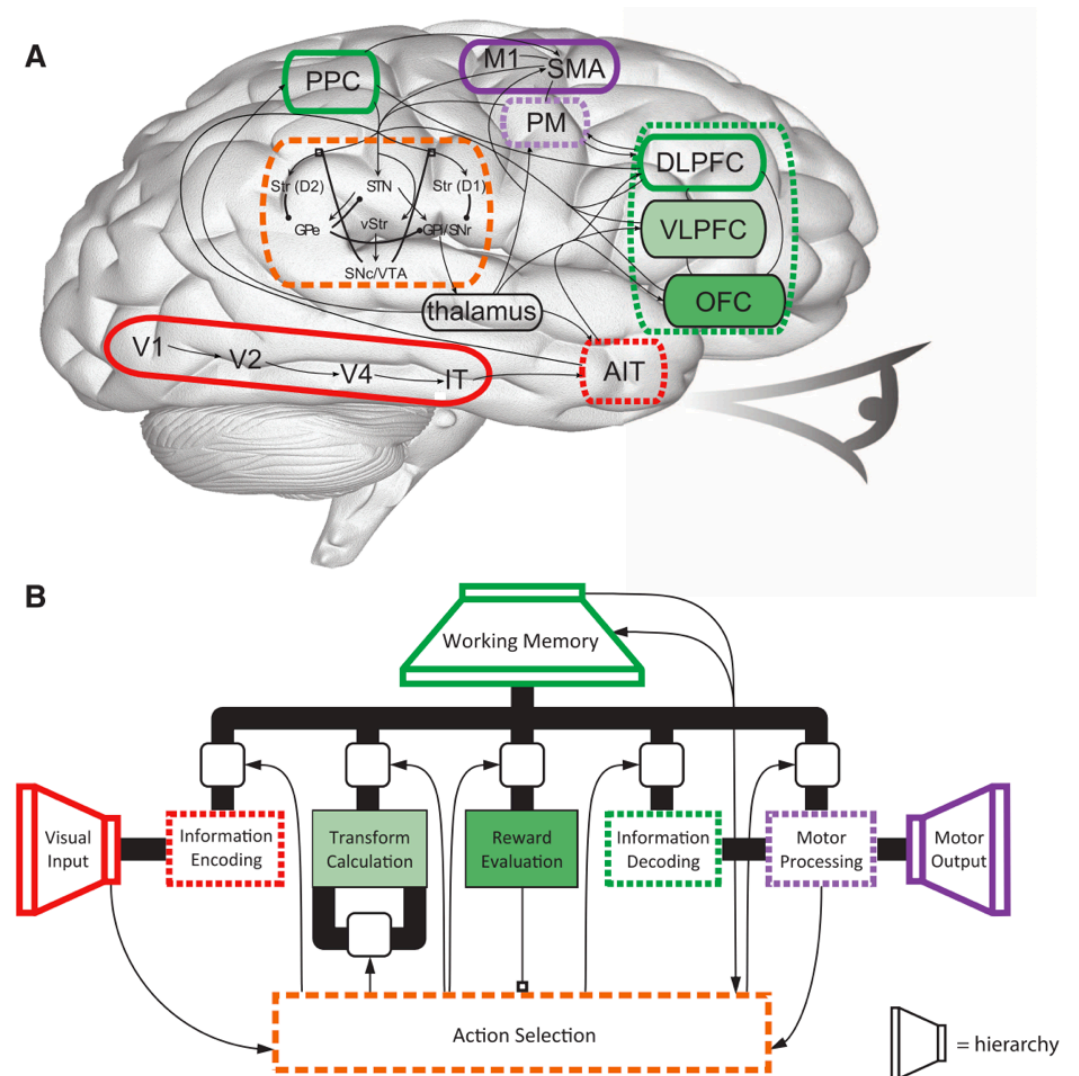 A
PPC
M1
SMA
PM
DLPFC
VLPFC
OFC
Str (D2)
STN
Str (D1)
GPe
vStr
GPi/SNr
SNc/VTA
thalamus
AIT
V1
V2
V4
IT
B
Working Memory
Visual
Input
Information
Encoding
Transform
Calculation
Reward
Evaluation
Information
Decoding
Motor
Processing
Motor
Output
Action Selection
= hierarchy